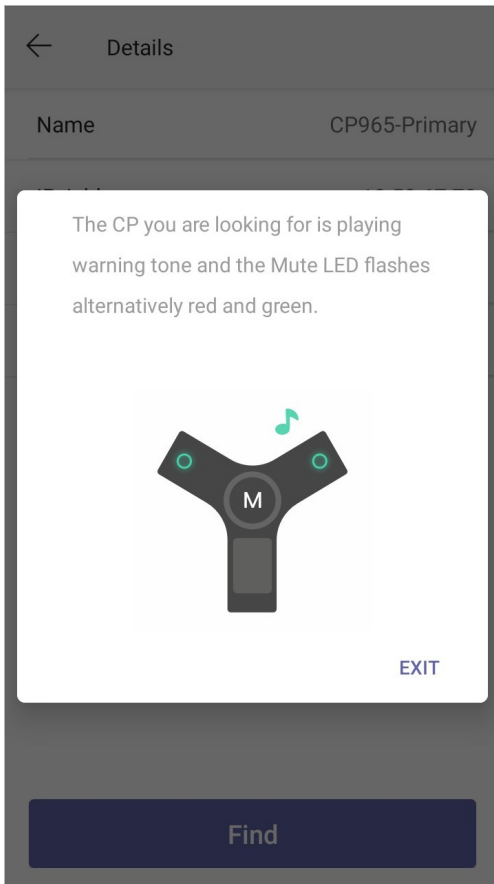 Details
Name CP965-Primary
The CP you are looking for is playing
warning tone and the Mute LED flashes
alternatively red and green.
M
EXIT
Find